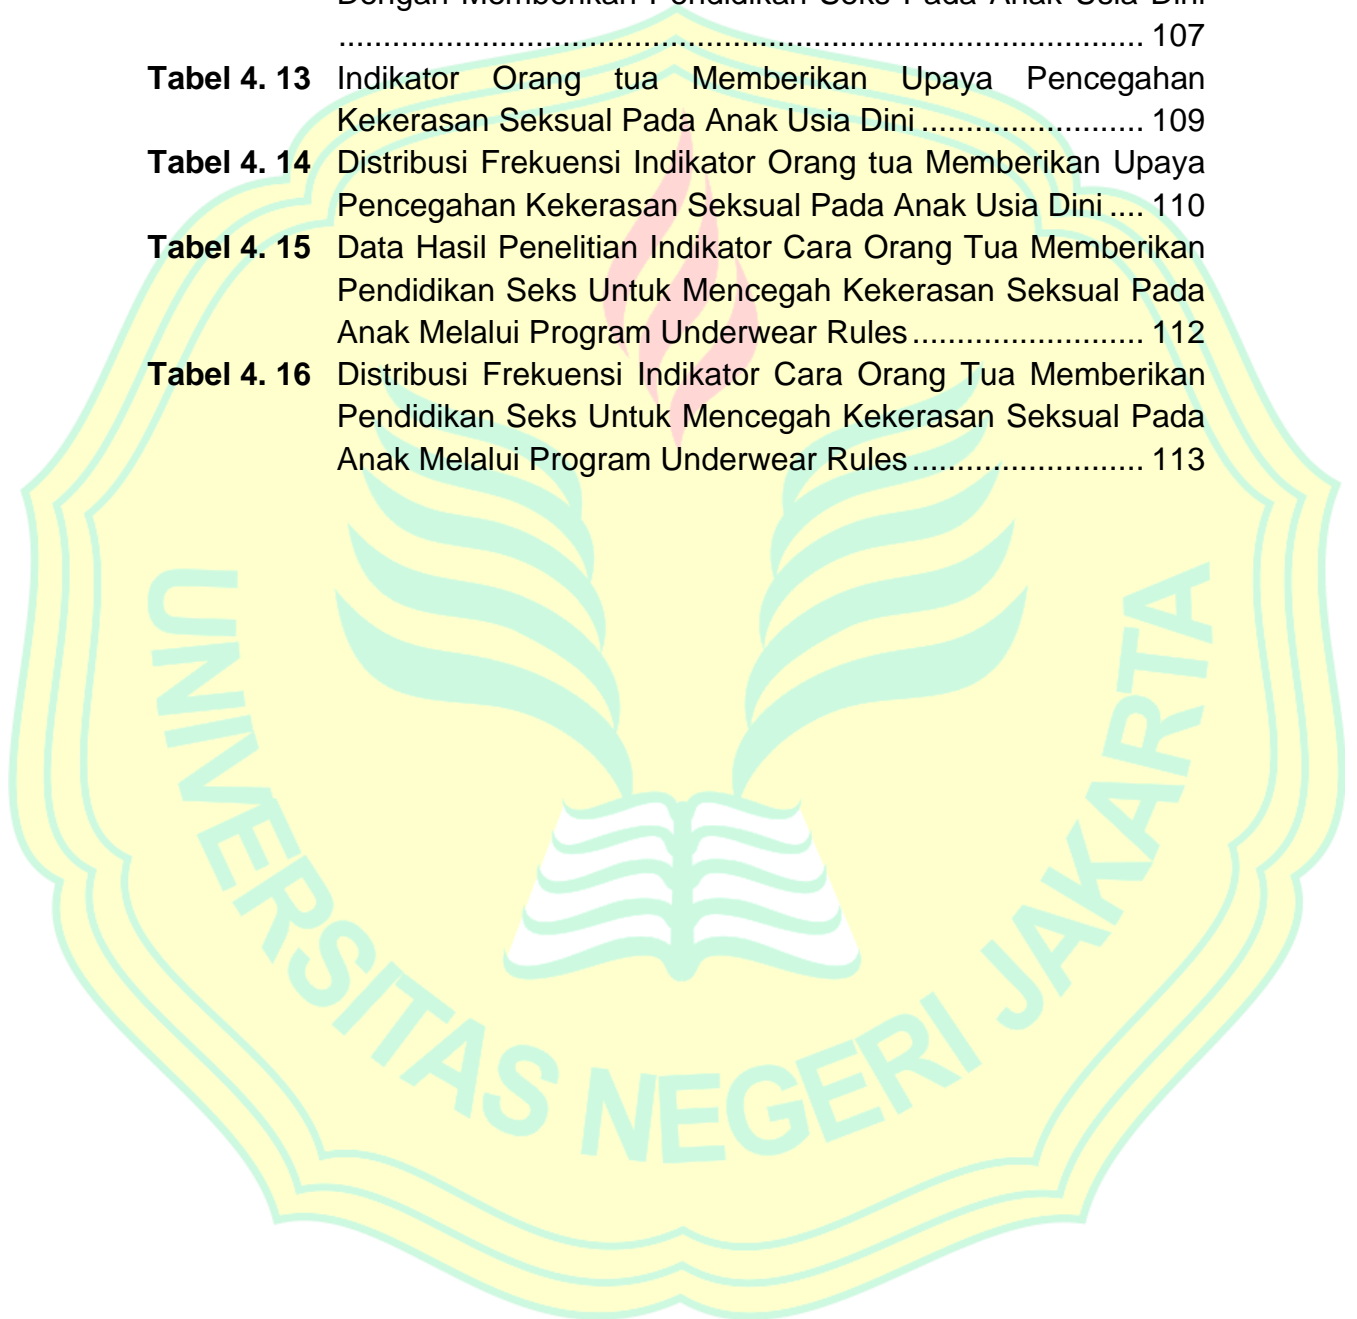 Dengan Memberikan Pendidikan Seks Pada Anak Usia Dini
.......................................................................................... 107
Tabel 4. 13 Indikator Orang tua Memberikan Upaya Pencegahan
Kekerasan Seksual Pada Anak Usia Dini ......................... 109
Tabel 4. 14 Distribusi Frekuensi Indikator Orang tua Memberikan Upaya
Pencegahan Kekerasan Seksual Pada Anak Usia Dini .... 110
Tabel 4. 15 Data Hasil Penelitian Indikator Cara Orang Tua Memberikan
Pendidikan Seks Untuk Mencegah Kekerasan Seksual Pada
Anak Melalui Program Underwear Rules .......................... 112
Tabel 4. 16 Distribusi Frekuensi Indikator Cara Orang Tua Memberikan
Pendidikan Seks Untuk Mencegah Kekerasan Seksual Pada
Anak Melalui Program Underwear Rules .......................... 113
UNIVERSITAS NEGERI JAKARTA